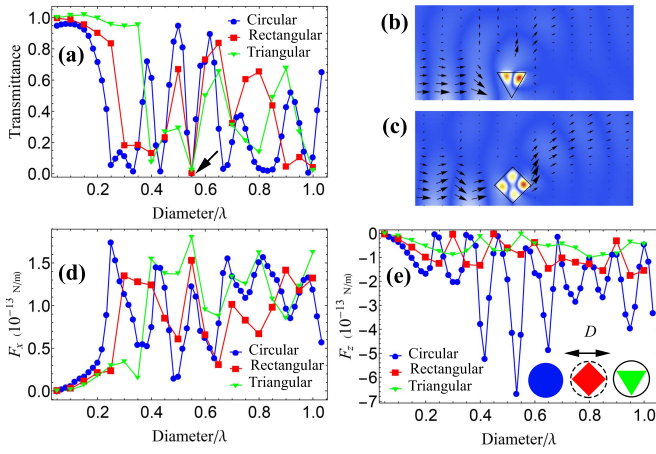 (a)
Circular
Rectangular
Triangular
Transmittance
1.0
0.8
0.6
0.4
0.2
0.0
0.2 0.4 0.6 0.8 1.0
Diameter/λ
(b)
(c)
(d)
Circular
Rectangular
Triangular
F_x (10^{-13} N/m)
1.5
1.0
0.5
0.0
0.2 0.4 0.6 0.8 1.0
Diameter/λ
(e)
D
Circular
Rectangular
Triangular
F_z (10^{-13} N/m)
0
−1
−2
−3
−4
−5
−6
−7
0.0 0.2 0.4 0.6 0.8 1.0
Diameter/λ